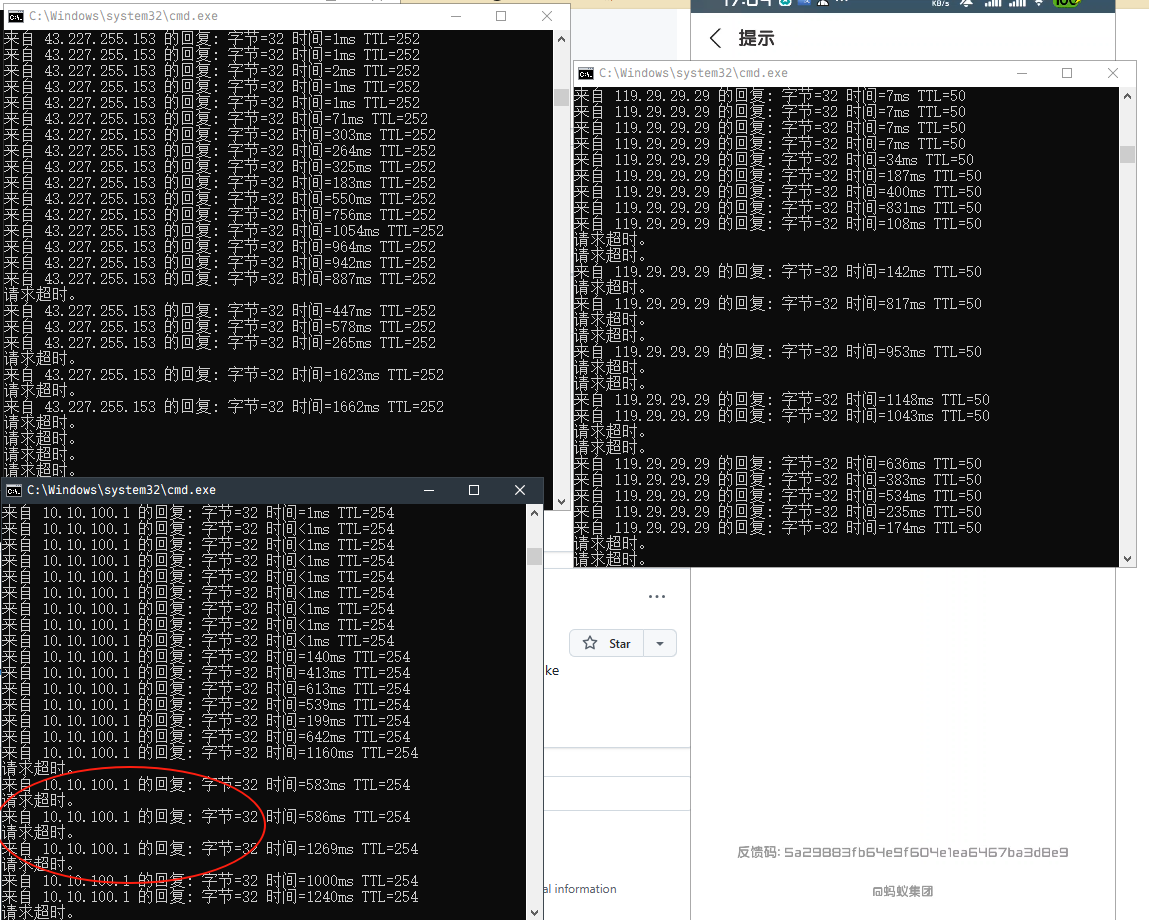 C:\Windows\system32\cmd.exe
来自 43.227.255.153 的回复: 字节=32 时间=1ms TTL=252
来自 43.227.255.153 的回复: 字节=32 时间=1ms TTL=252
来自 43.227.255.153 的回复: 字节=32 时间=2ms TTL=252
来自 43.227.255.153 的回复: 字节=32 时间=1ms TTL=252
来自 43.227.255.153 的回复: 字节=32 时间=1ms TTL=252
来自 43.227.255.153 的回复: 字节=32 时间=71ms TTL=252
来自 43.227.255.153 的回复: 字节=32 时间=303ms TTL=252
来自 43.227.255.153 的回复: 字节=32 时间=264ms TTL=252
来自 43.227.255.153 的回复: 字节=32 时间=325ms TTL=252
来自 43.227.255.153 的回复: 字节=32 时间=183ms TTL=252
来自 43.227.255.153 的回复: 字节=32 时间=550ms TTL=252
来自 43.227.255.153 的回复: 字节=32 时间=756ms TTL=252
来自 43.227.255.153 的回复: 字节=32 时间=1054ms TTL=252
来自 43.227.255.153 的回复: 字节=32 时间=964ms TTL=252
来自 43.227.255.153 的回复: 字节=32 时间=942ms TTL=252
来自 43.227.255.153 的回复: 字节=32 时间=887ms TTL=252
请求超时。
来自 43.227.255.153 的回复: 字节=32 时间=447ms TTL=252
来自 43.227.255.153 的回复: 字节=32 时间=578ms TTL=252
来自 43.227.255.153 的回复: 字节=32 时间=265ms TTL=252
请求超时。
来自 43.227.255.153 的回复: 字节=32 时间=1623ms TTL=252
请求超时。
来自 43.227.255.153 的回复: 字节=32 时间=1662ms TTL=252
请求超时。
请求超时。
请求超时。
请求超时。
KB/s
提示
C:\Windows\system32\cmd.exe
来自 119.29.29.29 的回复: 字节=32 时间=7ms TTL=50
来自 119.29.29.29 的回复: 字节=32 时间=7ms TTL=50
来自 119.29.29.29 的回复: 字节=32 时间=7ms TTL=50
来自 119.29.29.29 的回复: 字节=32 时间=7ms TTL=50
来自 119.29.29.29 的回复: 字节=32 时间=34ms TTL=50
来自 119.29.29.29 的回复: 字节=32 时间=187ms TTL=50
来自 119.29.29.29 的回复: 字节=32 时间=400ms TTL=50
来自 119.29.29.29 的回复: 字节=32 时间=831ms TTL=50
来自 119.29.29.29 的回复: 字节=32 时间=108ms TTL=50
请求超时。
请求超时。
来自 119.29.29.29 的回复: 字节=32 时间=142ms TTL=50
请求超时。
来自 119.29.29.29 的回复: 字节=32 时间=817ms TTL=50
请求超时。
请求超时。
来自 119.29.29.29 的回复: 字节=32 时间=953ms TTL=50
请求超时。
请求超时。
来自 119.29.29.29 的回复: 字节=32 时间=1148ms TTL=50
来自 119.29.29.29 的回复: 字节=32 时间=1043ms TTL=50
请求超时。
请求超时。
来自 119.29.29.29 的回复: 字节=32 时间=636ms TTL=50
来自 119.29.29.29 的回复: 字节=32 时间=383ms TTL=50
来自 119.29.29.29 的回复: 字节=32 时间=534ms TTL=50
来自 119.29.29.29 的回复: 字节=32 时间=235ms TTL=50
来自 119.29.29.29 的回复: 字节=32 时间=174ms TTL=50
请求超时。
请求超时。
C:\Windows\system32\cmd.exe
来自 10.10.100.1 的回复: 字节=32 时间=1ms TTL=254
来自 10.10.100.1 的回复: 字节=32 时间<1ms TTL=254
来自 10.10.100.1 的回复: 字节=32 时间<1ms TTL=254
来自 10.10.100.1 的回复: 字节=32 时间<1ms TTL=254
来自 10.10.100.1 的回复: 字节=32 时间<1ms TTL=254
来自 10.10.100.1 的回复: 字节=32 时间<1ms TTL=254
来自 10.10.100.1 的回复: 字节=32 时间<1ms TTL=254
来自 10.10.100.1 的回复: 字节=32 时间<1ms TTL=254
来自 10.10.100.1 的回复: 字节=32 时间<1ms TTL=254
来自 10.10.100.1 的回复: 字节=32 时间=140ms TTL=254
来自 10.10.100.1 的回复: 字节=32 时间=413ms TTL=254
来自 10.10.100.1 的回复: 字节=32 时间=613ms TTL=254
来自 10.10.100.1 的回复: 字节=32 时间=539ms TTL=254
来自 10.10.100.1 的回复: 字节=32 时间=199ms TTL=254
来自 10.10.100.1 的回复: 字节=32 时间=642ms TTL=254
来自 10.10.100.1 的回复: 字节=32 时间=1160ms TTL=254
请求超时。
来自 10.10.100.1 的回复: 字节=32 时间=583ms TTL=254
请求超时。
来自 10.10.100.1 的回复: 字节=32 时间=586ms TTL=254
请求超时。
来自 10.10.100.1 的回复: 字节=32 时间=1269ms TTL=254
请求超时。
来自 10.10.100.1 的回复: 字节=32 时间=1000ms TTL=254
来自 10.10.100.1 的回复: 字节=32 时间=1240ms TTL=254
请求超时。
Star
ke
al information
反馈码: 5a29883fb64e9f604e1ea6467ba3d8e9
@蚂蚁集团